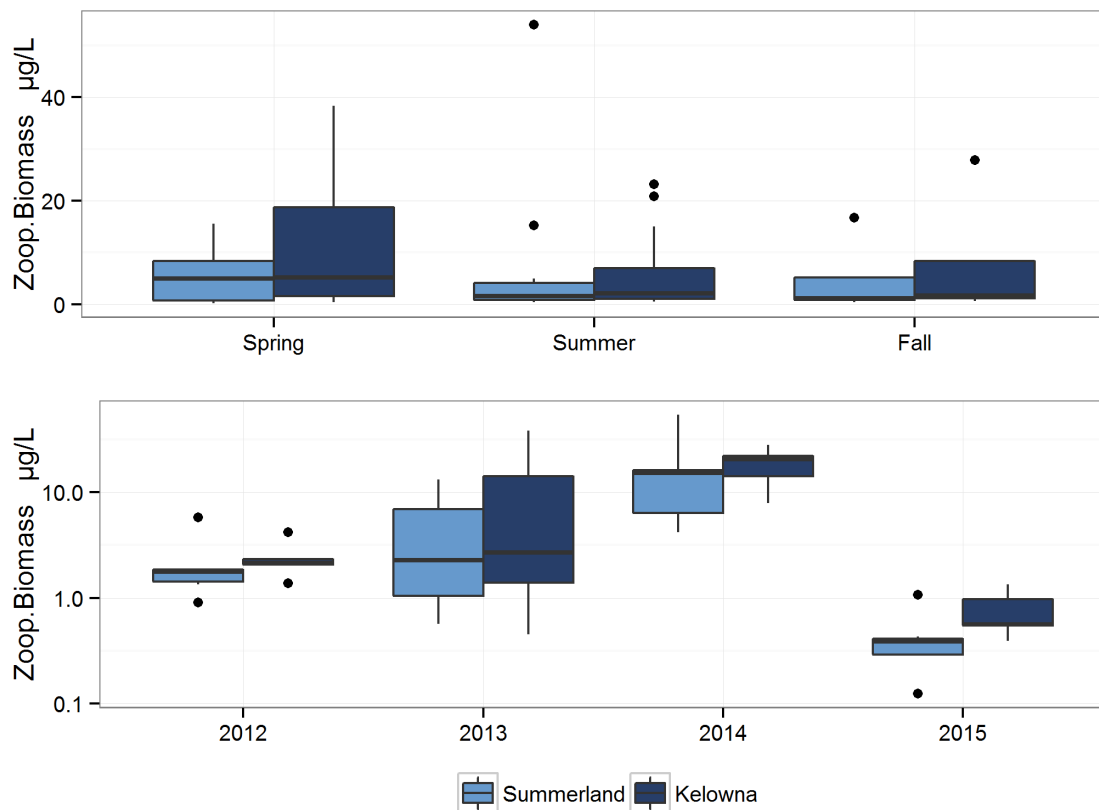 Zoop.Biomass µg/L
40
20
0
Spring Summer Fall
Zoop.Biomass µg/L
10.0
1.0
0.1
2012 2013 2014 2015
Summerland Kelowna